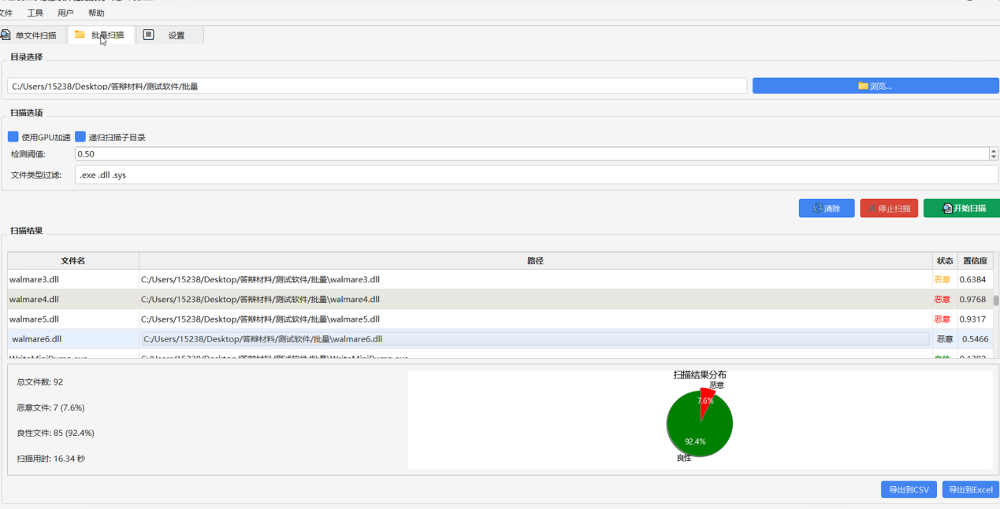 文件 工具 用户 帮助
单文件扫描 批量扫描 设置
目录选择
C:/Users/15238/Desktop/答辩材料/测试软件/批量 浏览...
扫描选项
使用GPU加速 递归扫描子目录
检测阈值: 0.50
文件类型过滤: .exe .dll .sys
清除 停止扫描 开始扫描
扫描结果
文件名 路径 状态 置信度
walmare3.dll C:/Users/15238/Desktop/答辩材料/测试软件/批量\walmare3.dll 恶意 0.6384
walmare4.dll C:/Users/15238/Desktop/答辩材料/测试软件/批量\walmare4.dll 恶意 0.9768
walmare5.dll C:/Users/15238/Desktop/答辩材料/测试软件/批量\walmare5.dll 恶意 0.9317
walmare6.dll C:/Users/15238/Desktop/答辩材料/测试软件/批量\walmare6.dll 恶意 0.5466
总文件数: 92
恶意文件: 7 (7.6%)
良性文件: 85 (92.4%)
扫描用时: 16.34 秒
扫描结果分布
恶意
7.6%
92.4%
良性
导出到CSV 导出到Excel